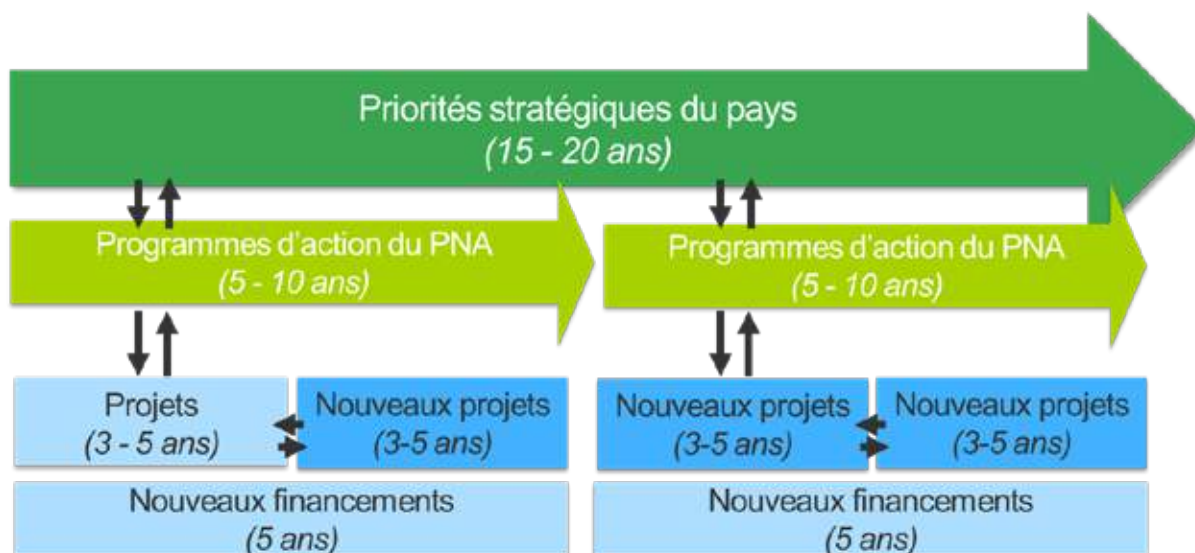 Priorités stratégiques du pays
(15 - 20 ans)
Programmes d'action du PNA
(5 - 10 ans)
Programmes d'action du PNA
(5 - 10 ans)
Projets
(3 - 5 ans)
Nouveaux projets
(3-5 ans)
Nouveaux projets
(3-5 ans)
Nouveaux projets
(3-5 ans)
Nouveaux financements
(5 ans)
Nouveaux financements
(5 ans)